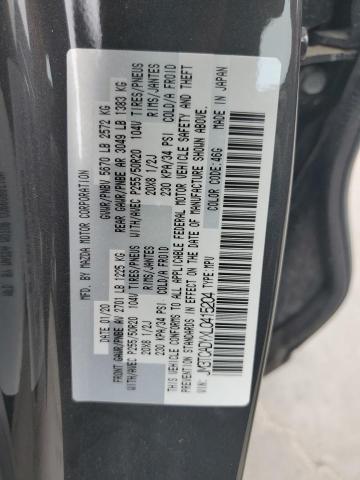 MFD. BY MAZDA MOTOR CORPORATION
DATE: 01/20 GVWR/PNBV: 5670 LB 2572 KG
FRONT GAWR/PNBE AV 2701 LB 1225 KG REAR GAWR/PNBE AR 3049 LB 1383 KG
WITH/AVEC P255/50R20 104V TIRES/PNEUS WITH/AVEC P255/50R20 104V TIRES/PNEUS
20X8 1/2J RIMS/JANTES 20X8 1/2J RIMS/JANTES
230 KPA/34 PSI COLD/A FROID 230 KPA/34 PSI COLD/A FROID
THIS VEHICLE CONFORMS TO ALL APPLICABLE FEDERAL MOTOR VEHICLE SAFETY AND THEFT
PREVENTION STANDARDS IN EFFECT ON THE DATE OF MANUFACTURE SHOWN ABOVE.
COLOR CODE: 46G MADE IN JAPAN
VIN: JM3TCADYXL0415204 TYPE: MPV